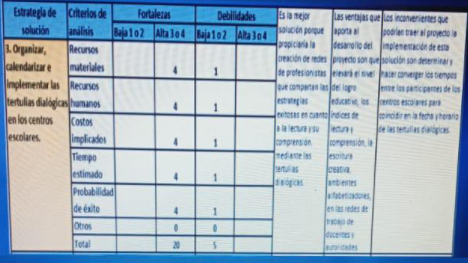 Estrategia de solución
Criterios de análisis
Fortalezas
Debilidades
Baja 1 o 2
Alta 3 o 4
Baja 1 o 2
Alta 3 o 4
3. Organizar,
calendarizar e
implementar las
tertulias dialógicas
en los centros
escolares.
Recursos
materiales 4 1
Recursos
humanos 4 1
Costos
implicados 4 1
Tiempo
estimado 4 1
Probabilidad
de éxito 4 1
Otros 0 0
Total 20 5
Es la mejor
solución porque
propiciaría la
creación de redes
de profesionistas
que compartan las
estrategias
exitosas en cuanto
a la lectura y su
comprensión,
mediante las
tertulias
dialógicas.
Las ventajas que
aporta al
desarrollo del
proyecto son que
elevará el nivel
del logro
educativo, los
índices de
lectura y
comprensión, la
escritura
creativa,
ambientes
alfabetizadores,
en las redes de
trabajo de
docentes y
autoridades
Los inconvenientes que
podrían traer al proyecto la
implementación de esta
solución son determinar y
hacer converger los tiempos
entre los participantes de los
centros escolares para
coincidir en la fecha y horario
de las tertulias dialógicas.